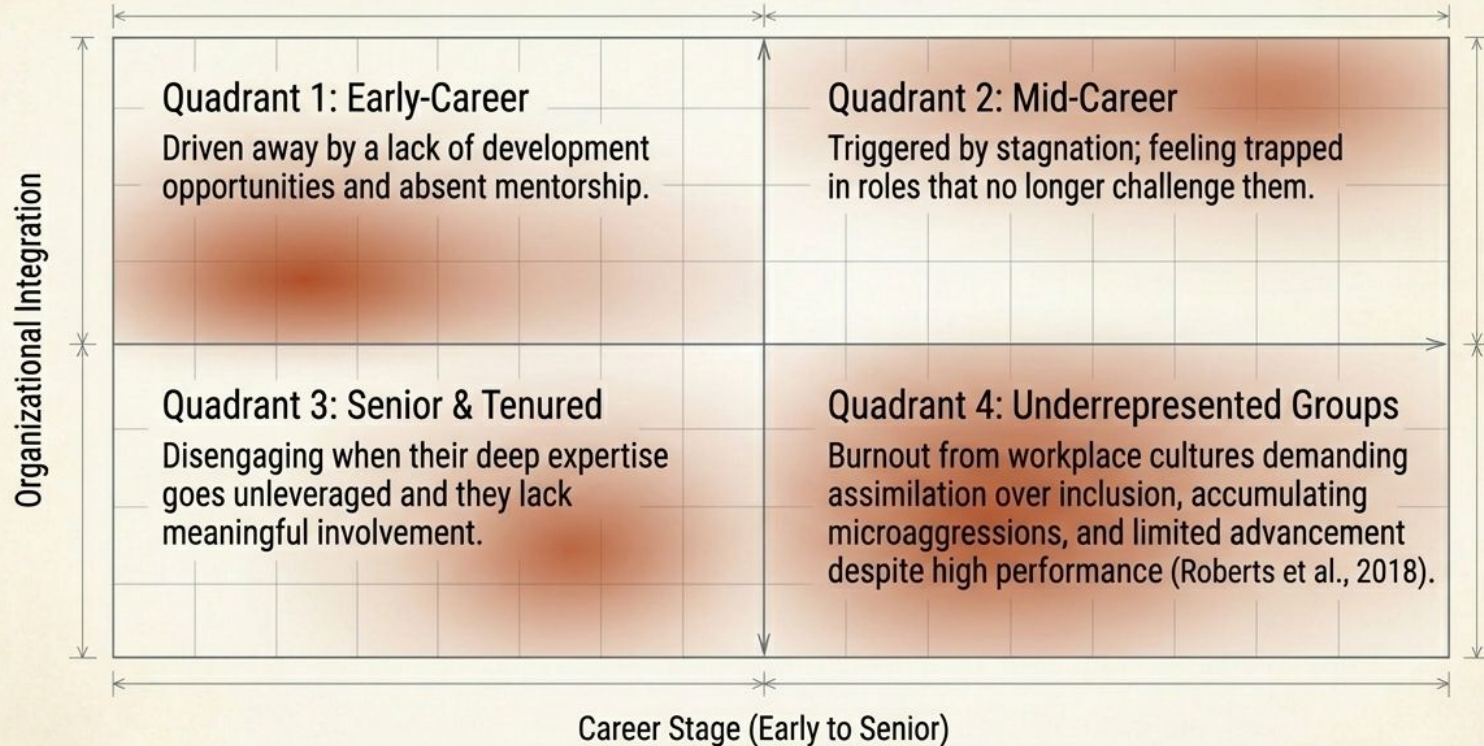 Organizational Integration
Quadrant 1: Early-Career
Driven away by a lack of development
opportunities and absent mentorship.
Quadrant 2: Mid-Career
Triggered by stagnation; feeling trapped
in roles that no longer challenge them.
Quadrant 3: Senior & Tenured
Disengaging when their deep expertise
goes unleveraged and they lack
meaningful involvement.
Quadrant 4: Underrepresented Groups
Burnout from workplace cultures demanding
assimilation over inclusion, accumulating
microaggressions, and limited advancement
despite high performance (Roberts et al., 2018).
Career Stage (Early to Senior)